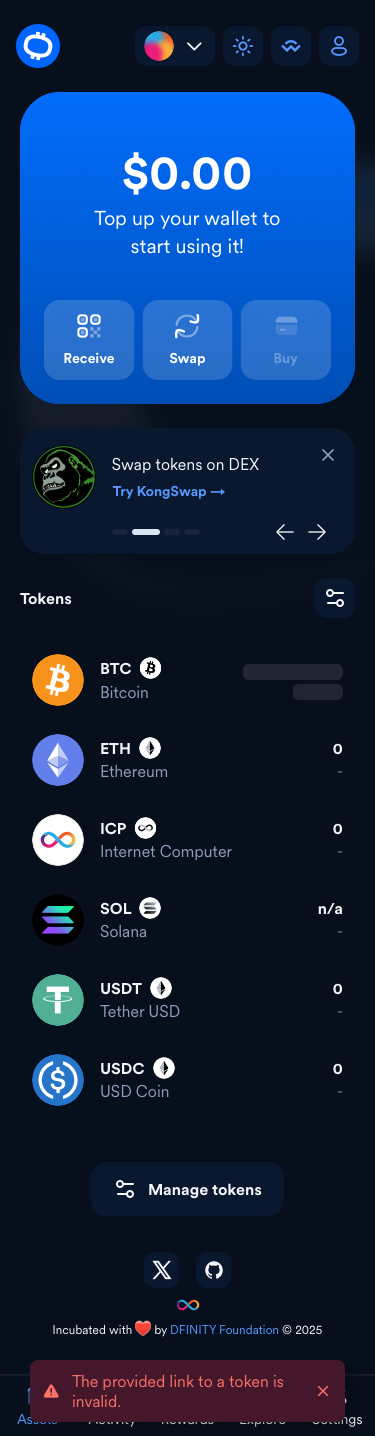 $0.00
Top up your wallet to
start using it!
Receive
Swap
Buy
Swap tokens on DEX
Try KongSwap →
Tokens
BTC
Bitcoin
ETH
0
Ethereum
-
ICP
0
Internet Computer
-
SOL
n/a
Solana
-
USDT
0
Tether USD
-
USDC
0
USD Coin
-
Manage tokens
Incubated with ❤️ by DFINITY Foundation © 2025
The provided link to a token is
invalid.
Assets Activity Rewards Explore Settings